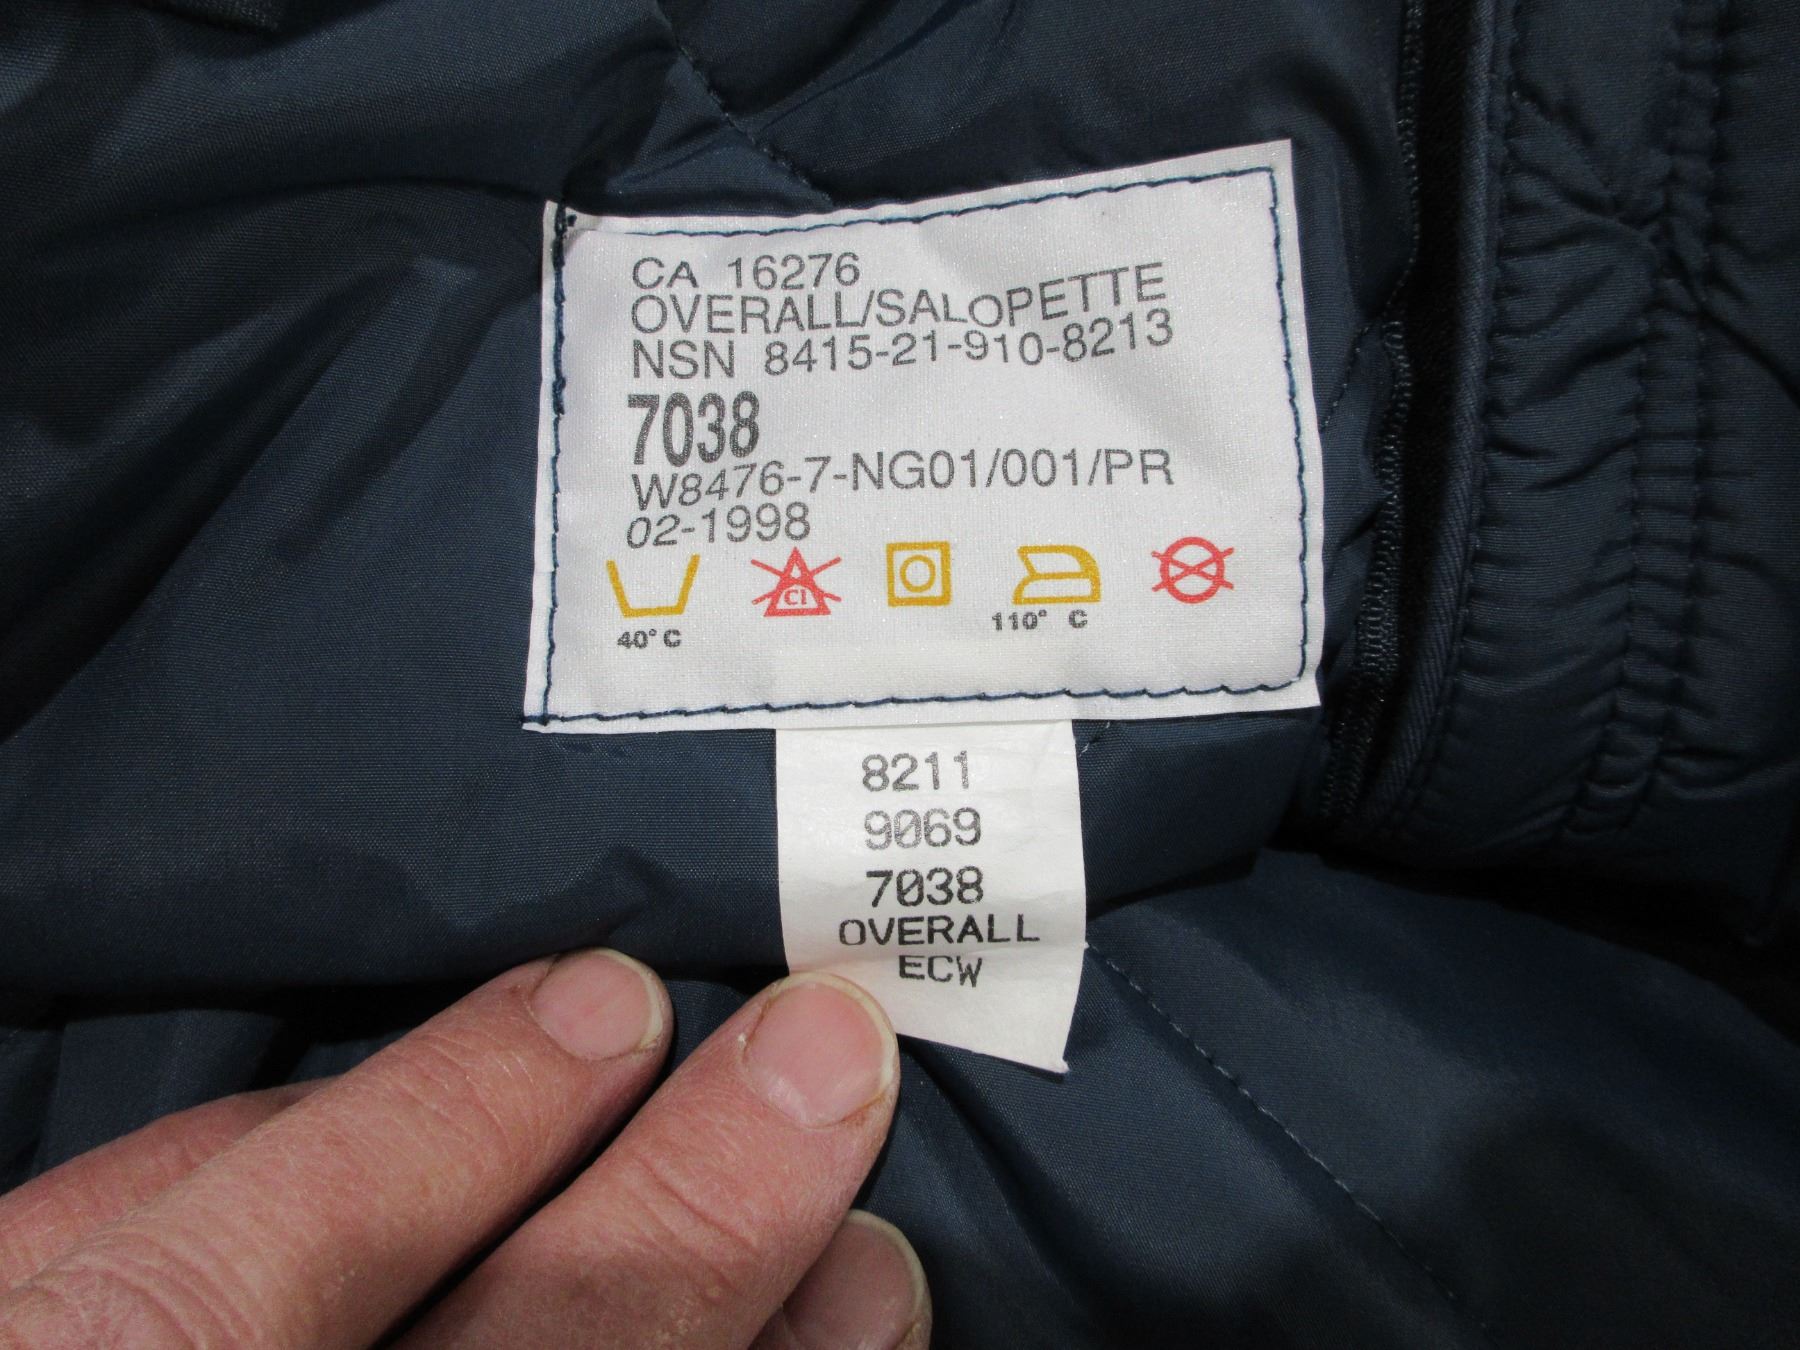 CA 16276
OVERALL/SALOPETTE
NSN 8415-21-910-8213
7038
W8476-7-NG01/001/PR
02-1998
Cl
40° C
110° C
8211
9069
7038
OVERALL
ECW